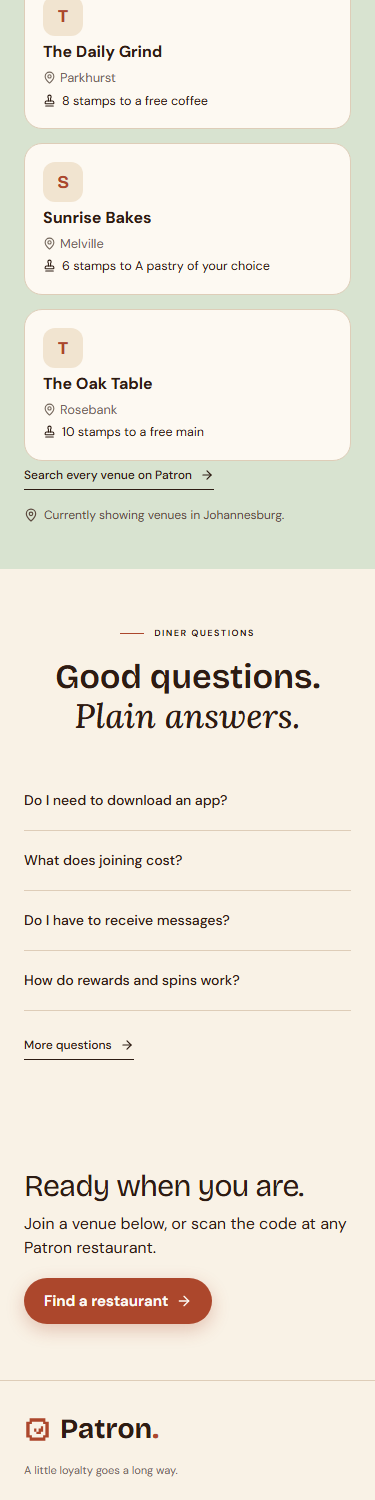 T
The Daily Grind
Parkhurst
8 stamps to a free coffee
S
Sunrise Bakes
Melville
6 stamps to A pastry of your choice
T
The Oak Table
Rosebank
10 stamps to a free main
Search every venue on Patron →
Currently showing venues in Johannesburg.
DINER QUESTIONS
Good questions.
Plain answers.
Do I need to download an app?
What does joining cost?
Do I have to receive messages?
How do rewards and spins work?
More questions →
Ready when you are.
Join a venue below, or scan the code at any
Patron restaurant.
Find a restaurant →
Patron.
A little loyalty goes a long way.